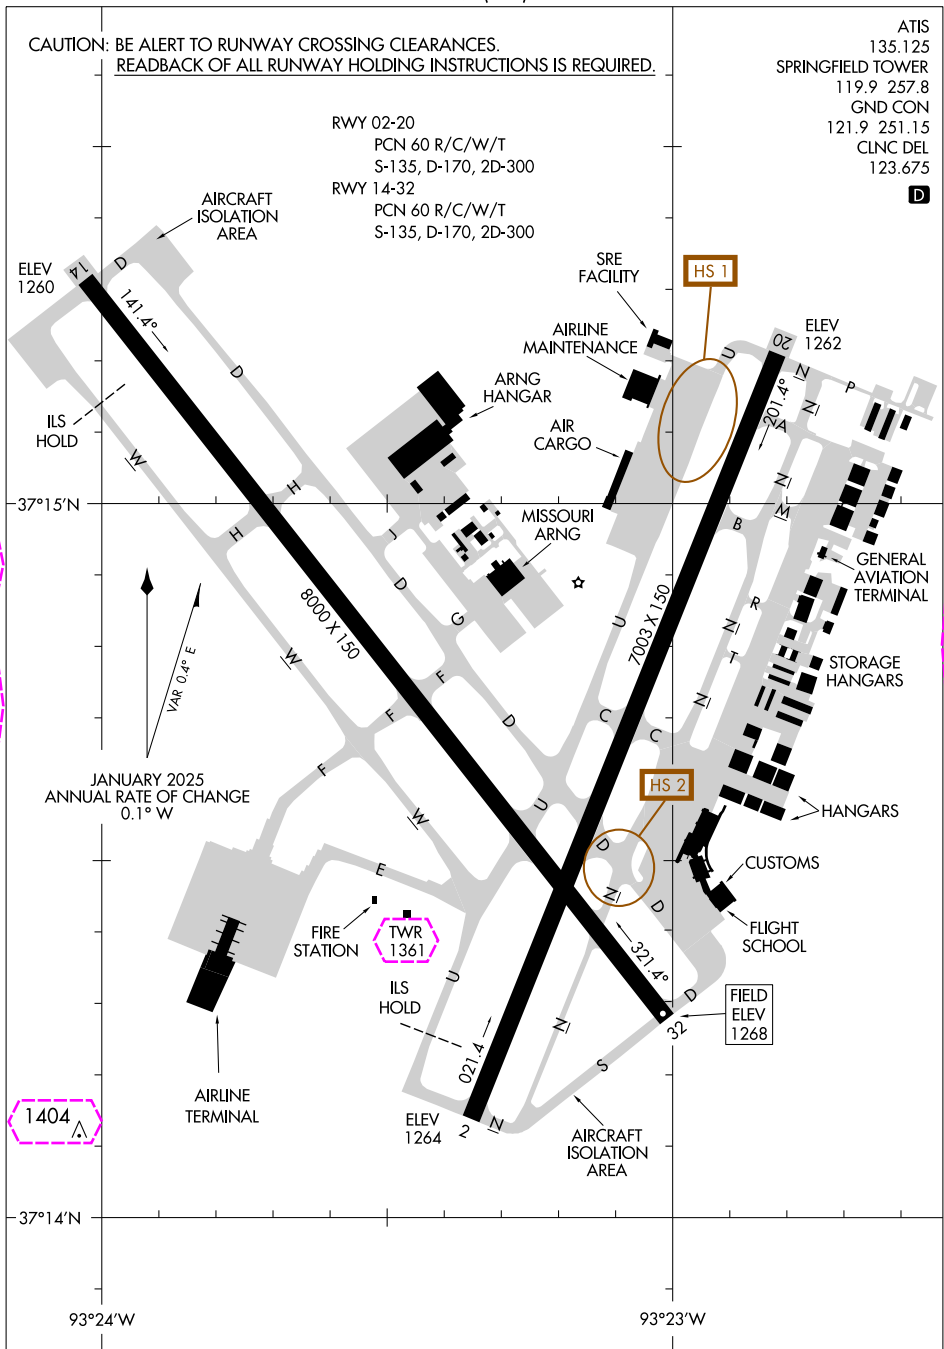 CAUTION: BE ALERT TO RUNWAY CROSSING CLEARANCES.
READBACK OF ALL RUNWAY HOLDING INSTRUCTIONS IS REQUIRED.
ATIS
135.125
SPRINGFIELD TOWER
119.9 257.8
GND CON
121.9 251.15
CLNC DEL
123.675
D
RWY 02-20
PCN 60 R/C/W/T
S-135, D-170, 2D-300
RWY 14-32
PCN 60 R/C/W/T
S-135, D-170, 2D-300
AIRCRAFT
ISOLATION
AREA
ELEV
1260
14
D
141.4°
D
ILS
HOLD
W
H
H
SRE
FACILITY
HS 1
AIRLINE
MAINTENANCE
ARNG
HANGAR
AIR
CARGO
U
20
ELEV
1262
N
P
201.4°
N
A
N
M
B
37°15'N
J
MISSOURI
ARNG
D
G
GENERAL
AVIATION
TERMINAL
8000 X 150
W
U
7003 X 150
R
N
T
N
STORAGE
HANGARS
VAR 0.4° E
F
F
D
C
C
F
JANUARY 2025
ANNUAL RATE OF CHANGE
0.1° W
HS 2
HANGARS
W
U
D
E
CUSTOMS
N
D
FLIGHT
SCHOOL
FIRE
STATION
TWR
1361
U
321.4°
ILS
HOLD
D
FIELD
ELEV
1268
32
N
021.4
S
AIRLINE
TERMINAL
1404
ELEV
1264
2
N
AIRCRAFT
ISOLATION
AREA
37°14'N
93°24'W
93°23'W